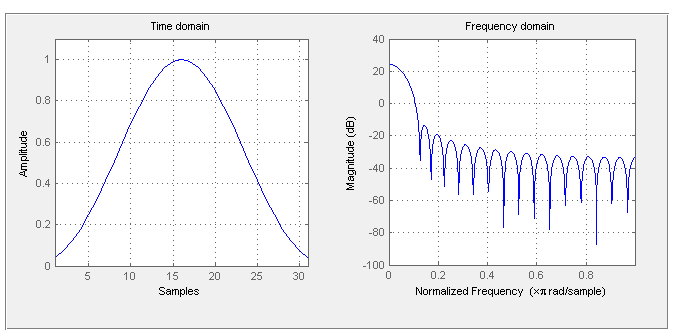 Time domain
Amplitude
1
0.8
0.6
0.4
0.2
0
5 10 15 20 25 30
Samples
Frequency domain
Magnitude (dB)
40
20
0
-20
-40
-60
-80
-100
0 0.2 0.4 0.6 0.8
Normalized Frequency (×π rad/sample)